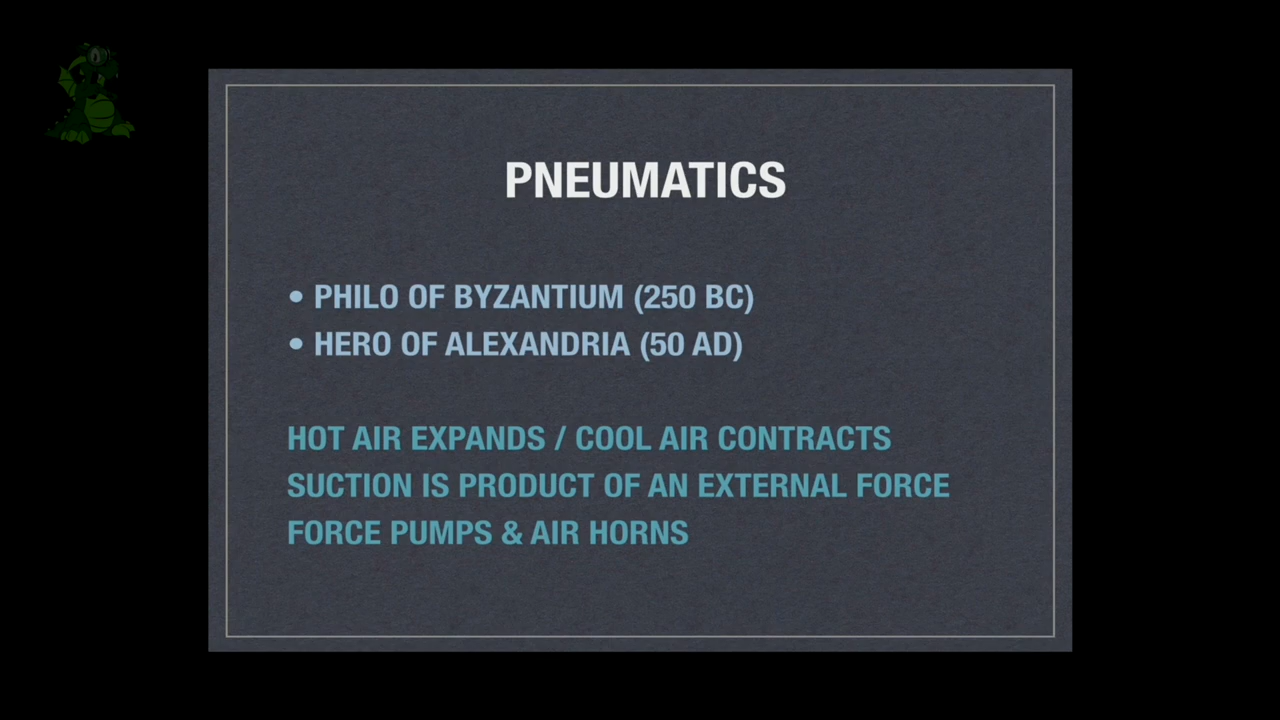 PNEUMATICS
• PHILO OF BYZANTIUM (250 BC)
• HERO OF ALEXANDRIA (50 AD)
HOT AIR EXPANDS / COOL AIR CONTRACTS
SUCTION IS PRODUCT OF AN EXTERNAL FORCE
FORCE PUMPS & AIR HORNS